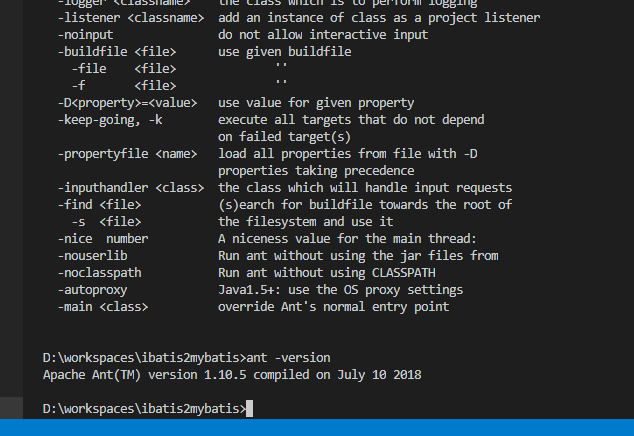 -logger <classname>    the class which is to perform logging
-listener <classname>  add an instance of class as a project listener
-noinput               do not allow interactive input
-buildfile <file>      use given buildfile
  -file    <file>              ''
  -f       <file>              ''
-D<property>=<value>   use value for given property
-keep-going, -k        execute all targets that do not depend
                       on failed target(s)
-propertyfile <name>   load all properties from file with -D
                       properties taking precedence
-inputhandler <class>  the class which will handle input requests
-find <file>           (s)earch for buildfile towards the root of
  -s  <file>           the filesystem and use it
-nice  number          A niceness value for the main thread:
-nouserlib             Run ant without using the jar files from
-noclasspath           Run ant without using CLASSPATH
-autoproxy             Java1.5+: use the OS proxy settings
-main <class>          override Ant's normal entry point
D:\workspaces\ibatis2mybatis>ant -version
Apache Ant(TM) version 1.10.5 compiled on July 10 2018
D:\workspaces\ibatis2mybatis>